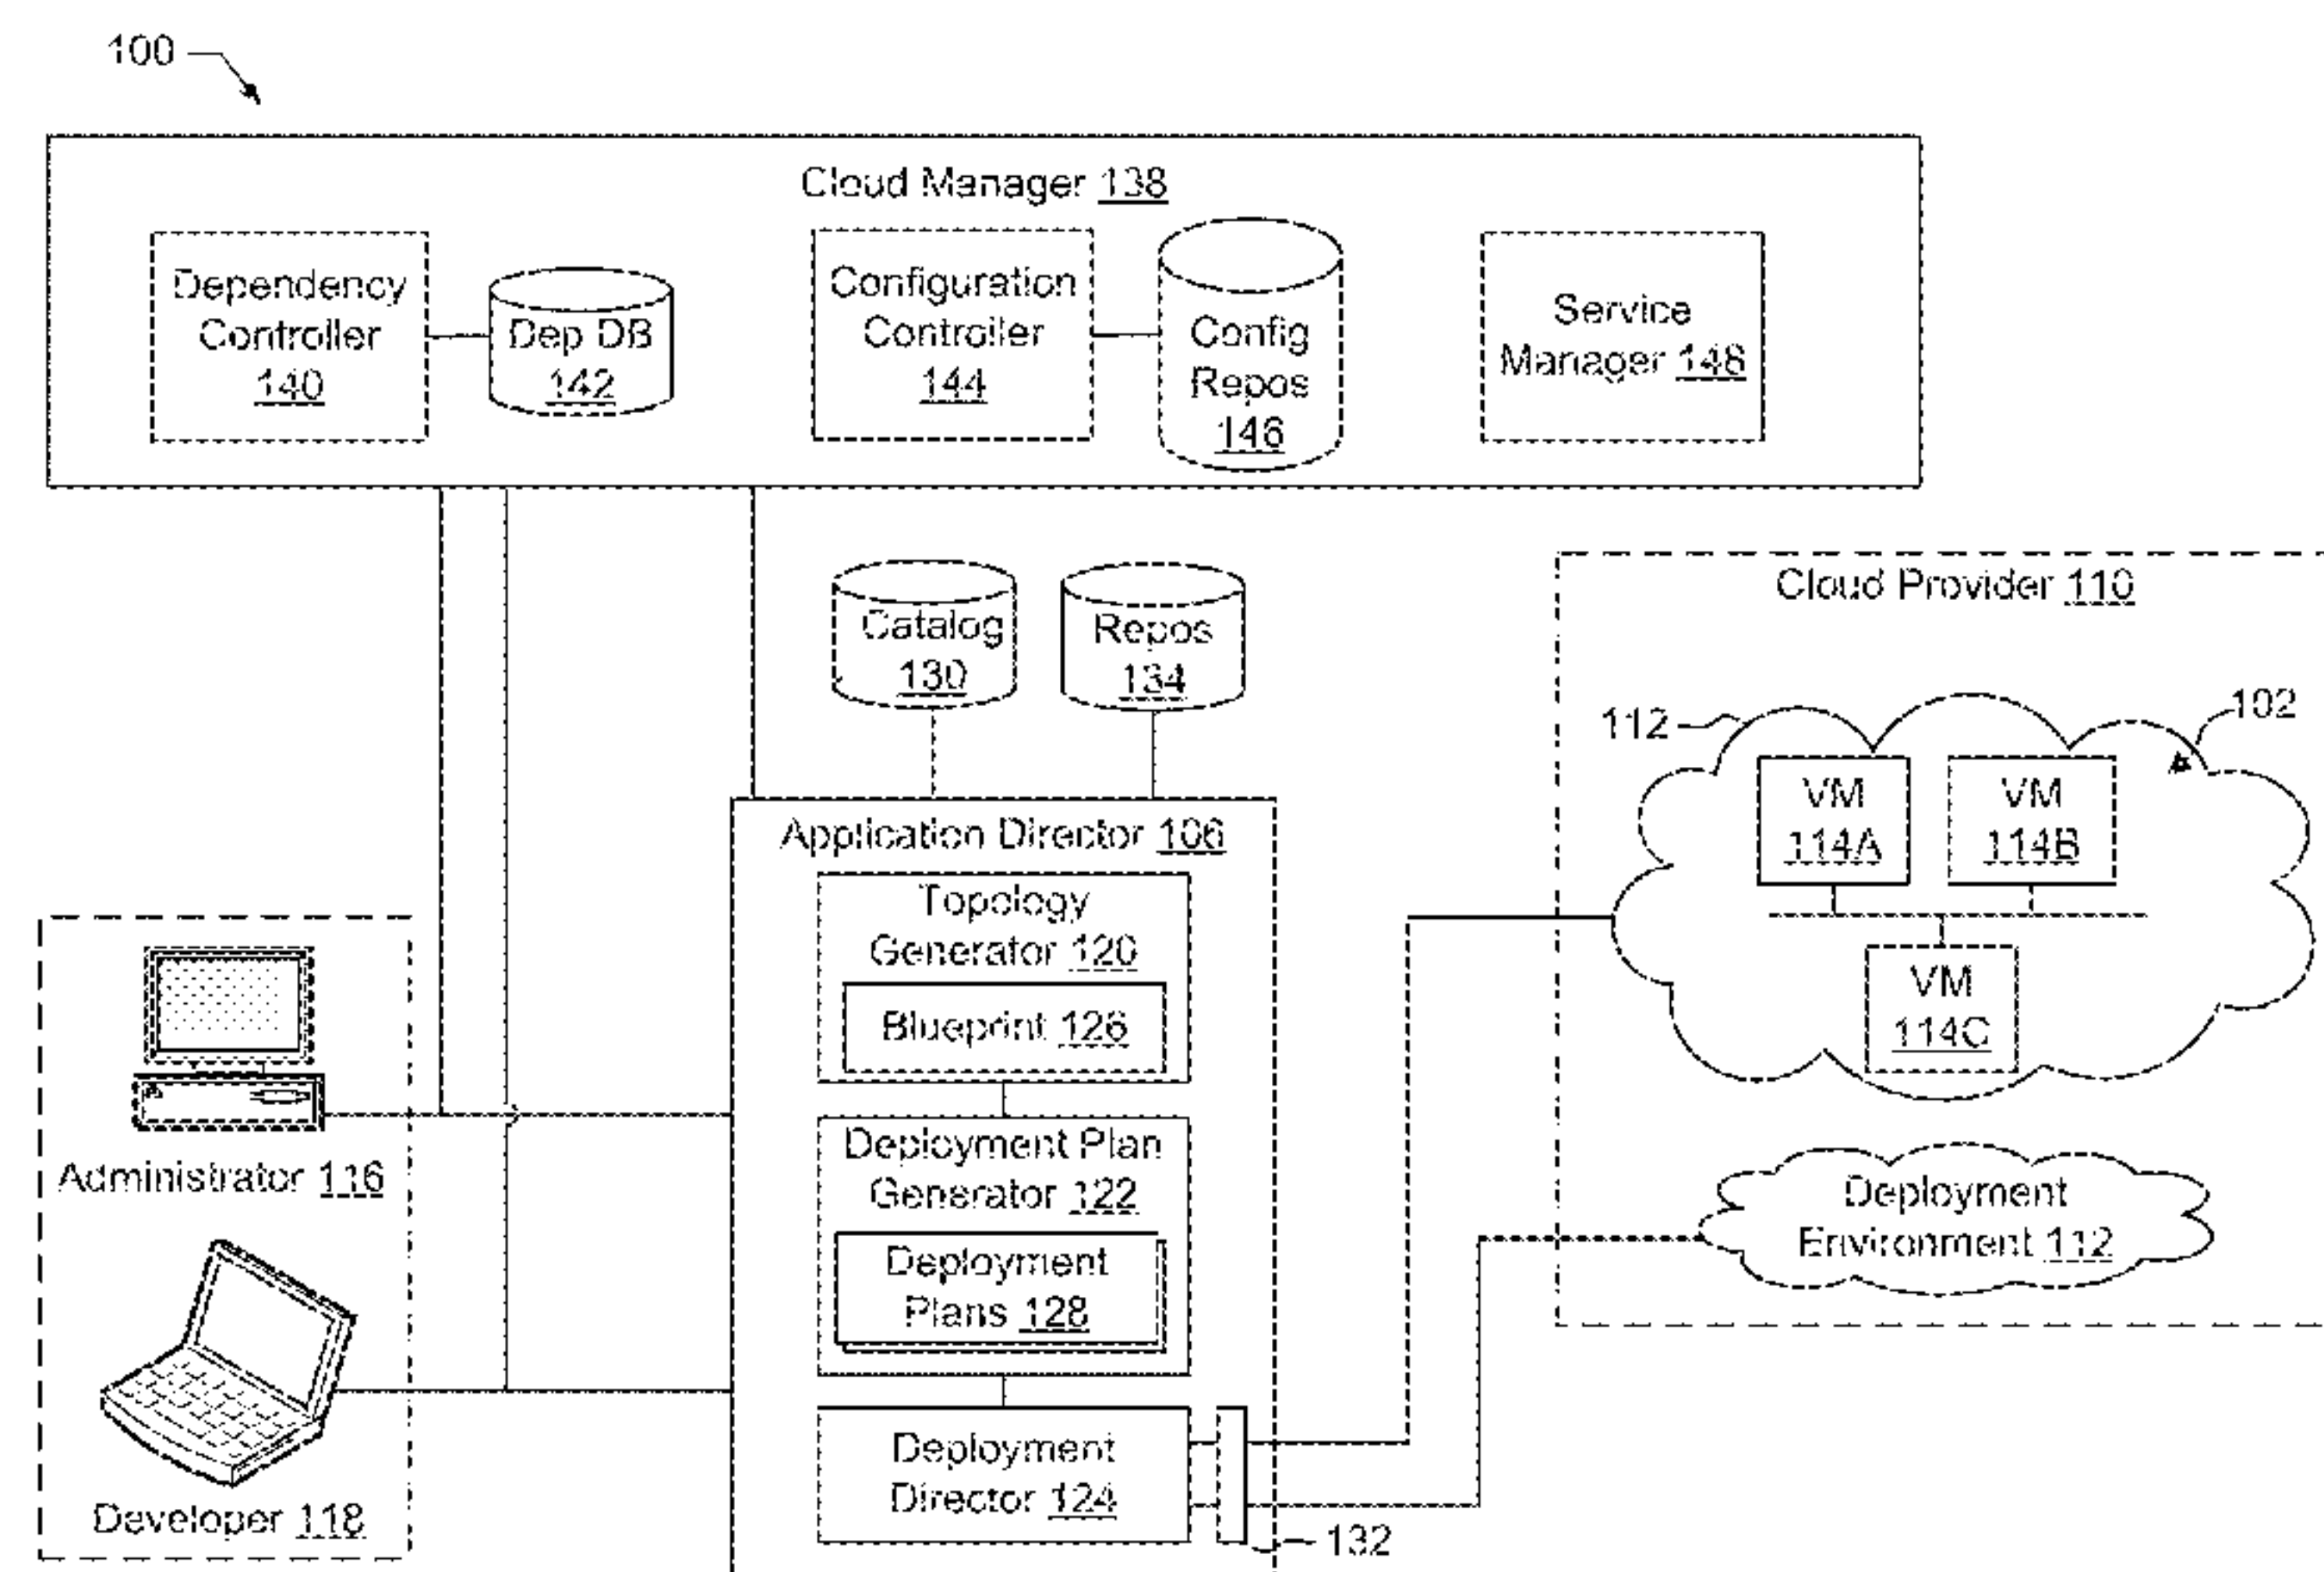 100
Cloud Manager 138
Dependency
Controller
140
Dep DB
142
Configuration
Controller
144
Config
Repos
146
Service
Manager 148
Catalog
130
Repos
134
Cloud Provider 110
112
102
VM
114A
VM
114B
VM
114C
Deployment
Environment 112
Application Director 106
Topology
Generator 120
Blueprint 126
Deployment Plan
Generator 122
Deployment
Plans 128
Deployment
Director 124
132
Administrator 116
Developer 118